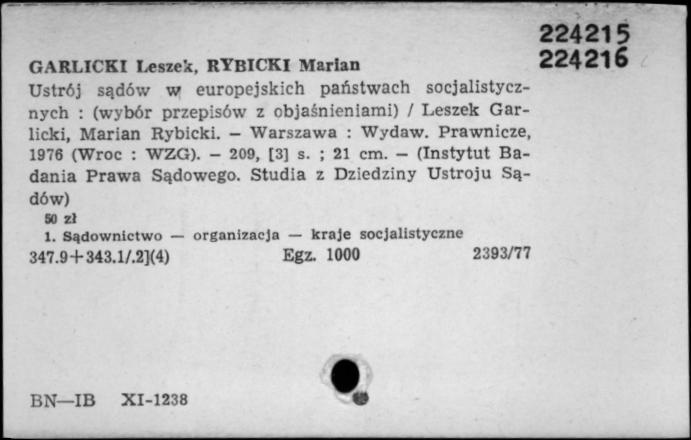 224215
224216
GARLICKI Leszek, RYBICKI Marian
Ustrój sądów w europejskich państwach socjalistycz-
nych : (wybór przepisów z objaśnieniami) / Leszek Gar-
licki, Marian Rybicki. — Warszawa : Wydaw. Prawnicze,
1976 (Wroc : WZG). — 209, [3] s. ; 21 cm. — (Instytut Ba-
dania Prawa Sądowego. Studia z Dziedziny Ustroju Są-
dów)
50 zł
1. Sądownictwo — organizacja — kraje socjalistyczne
347.9+343.1/.2](4) Egz. 1000 2393/77
BN—IB XI-1238